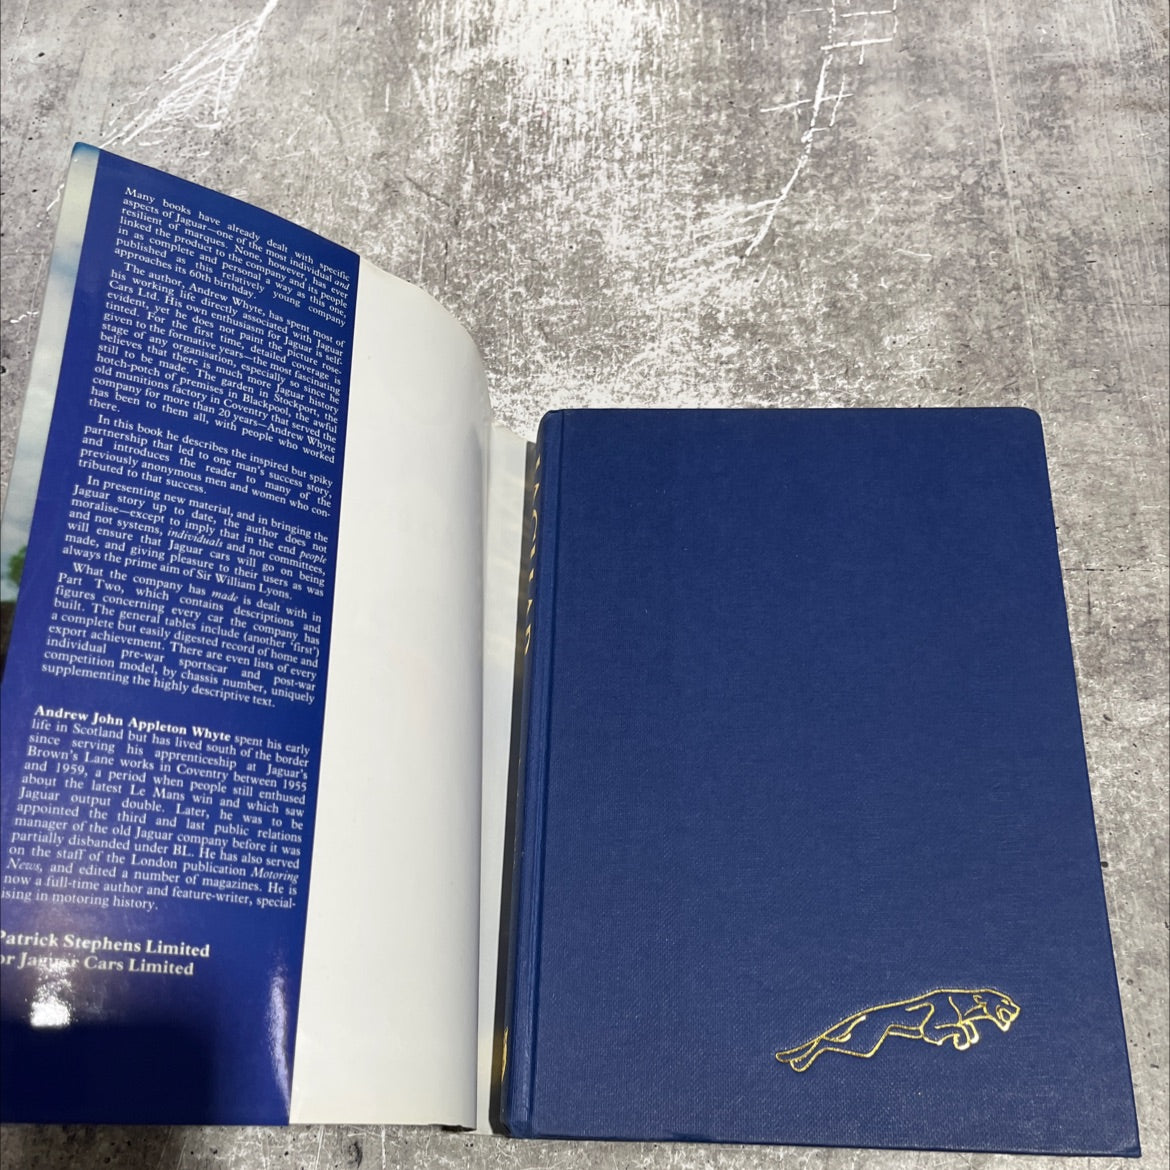 Many books have already dealt with specific
aspects of Jaguar—one of the most individual and
resilient of marques. None, however, has ever
linked the product to the company and its people
in as complete and personal a way as this one,
published as this relatively young company
approaches its 60th birthday.
The author, Andrew Whyte, has spent most of
his working life directly associated with Jaguar
Cars Ltd. His own enthusiasm for Jaguar is self-
evident, yet he does not paint the picture rose-
tinted. For the first time, detailed coverage is
given to the formative years—the most fascinating
stage of any organisation, especially so since he
believes that there is much more Jaguar history
still to be made. The garden in Stockport, the
hotch-potch of premises in Blackpool, the awful
old munitions factory in Coventry that served the
company for more than 20 years—Andrew Whyte
has been to them all, with people who worked
there.
In this book he describes the inspired but spiky
partnership that led to one man's success story,
and introduces the reader to many of the
previously anonymous men and women who con-
tributed to that success.
In presenting new material, and in bringing the
Jaguar story up to date, the author does not
moralise—except to imply that in the end people
and not systems, individuals and not committees,
will ensure that Jaguar cars will go on being
made, and giving pleasure to their users as was
always the prime aim of Sir William Lyons.
What the company has made is dealt with in
Part Two, which contains descriptions and
figures concerning every car the company has
built. The general tables include (another 'first')
a complete but easily digested record of home and
export achievement. There are even lists of every
individual pre-war sportscar and post-war
competition model, by chassis number, uniquely
supplementing the highly descriptive text.
Andrew John Appleton Whyte spent his early
life in Scotland but has lived south of the border
since serving his apprenticeship at Jaguar's
Brown's Lane works in Coventry between 1955
and 1959, a period when people still enthused
about the latest Le Mans win and which saw
Jaguar output double. Later, he was to be
appointed the third and last public relations
manager of the old Jaguar company before it was
partially disbanded under BL. He has also served
on the staff of the London publication Motoring
News, and edited a number of magazines. He is
now a full-time author and feature-writer, special-
ising in motoring history.
Patrick Stephens Limited
or Jaguar Cars Limited
JAGUAR